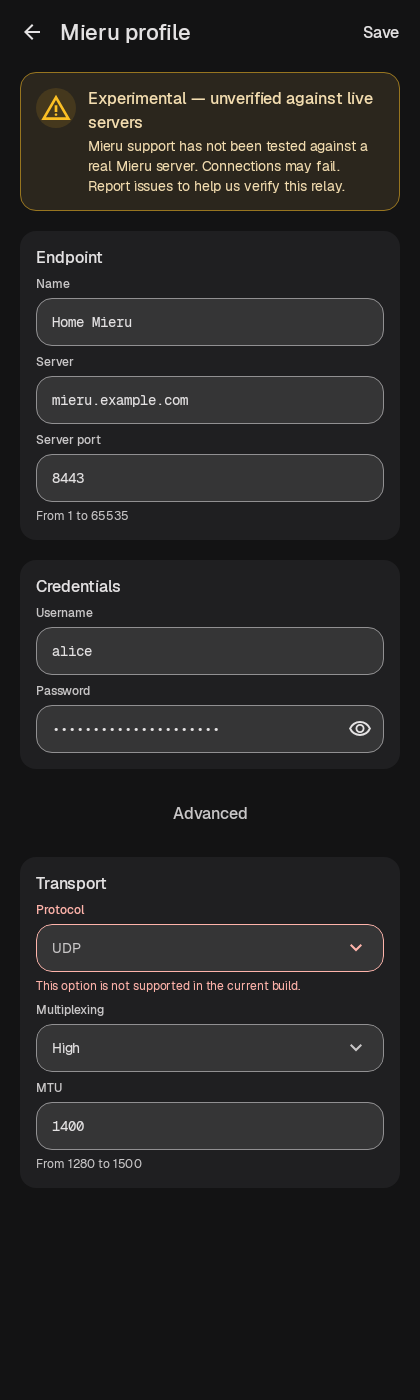 Mieru profile
Save
Experimental — unverified against live
servers
Mieru support has not been tested against a
real Mieru server. Connections may fail.
Report issues to help us verify this relay.
Endpoint
Name
Home Mieru
Server
mieru.example.com
Server port
8443
From 1 to 65535
Credentials
Username
alice
Password
•••••••••••••••••••••
Advanced
Transport
Protocol
UDP
This option is not supported in the current build.
Multiplexing
High
MTU
1400
From 1280 to 1500